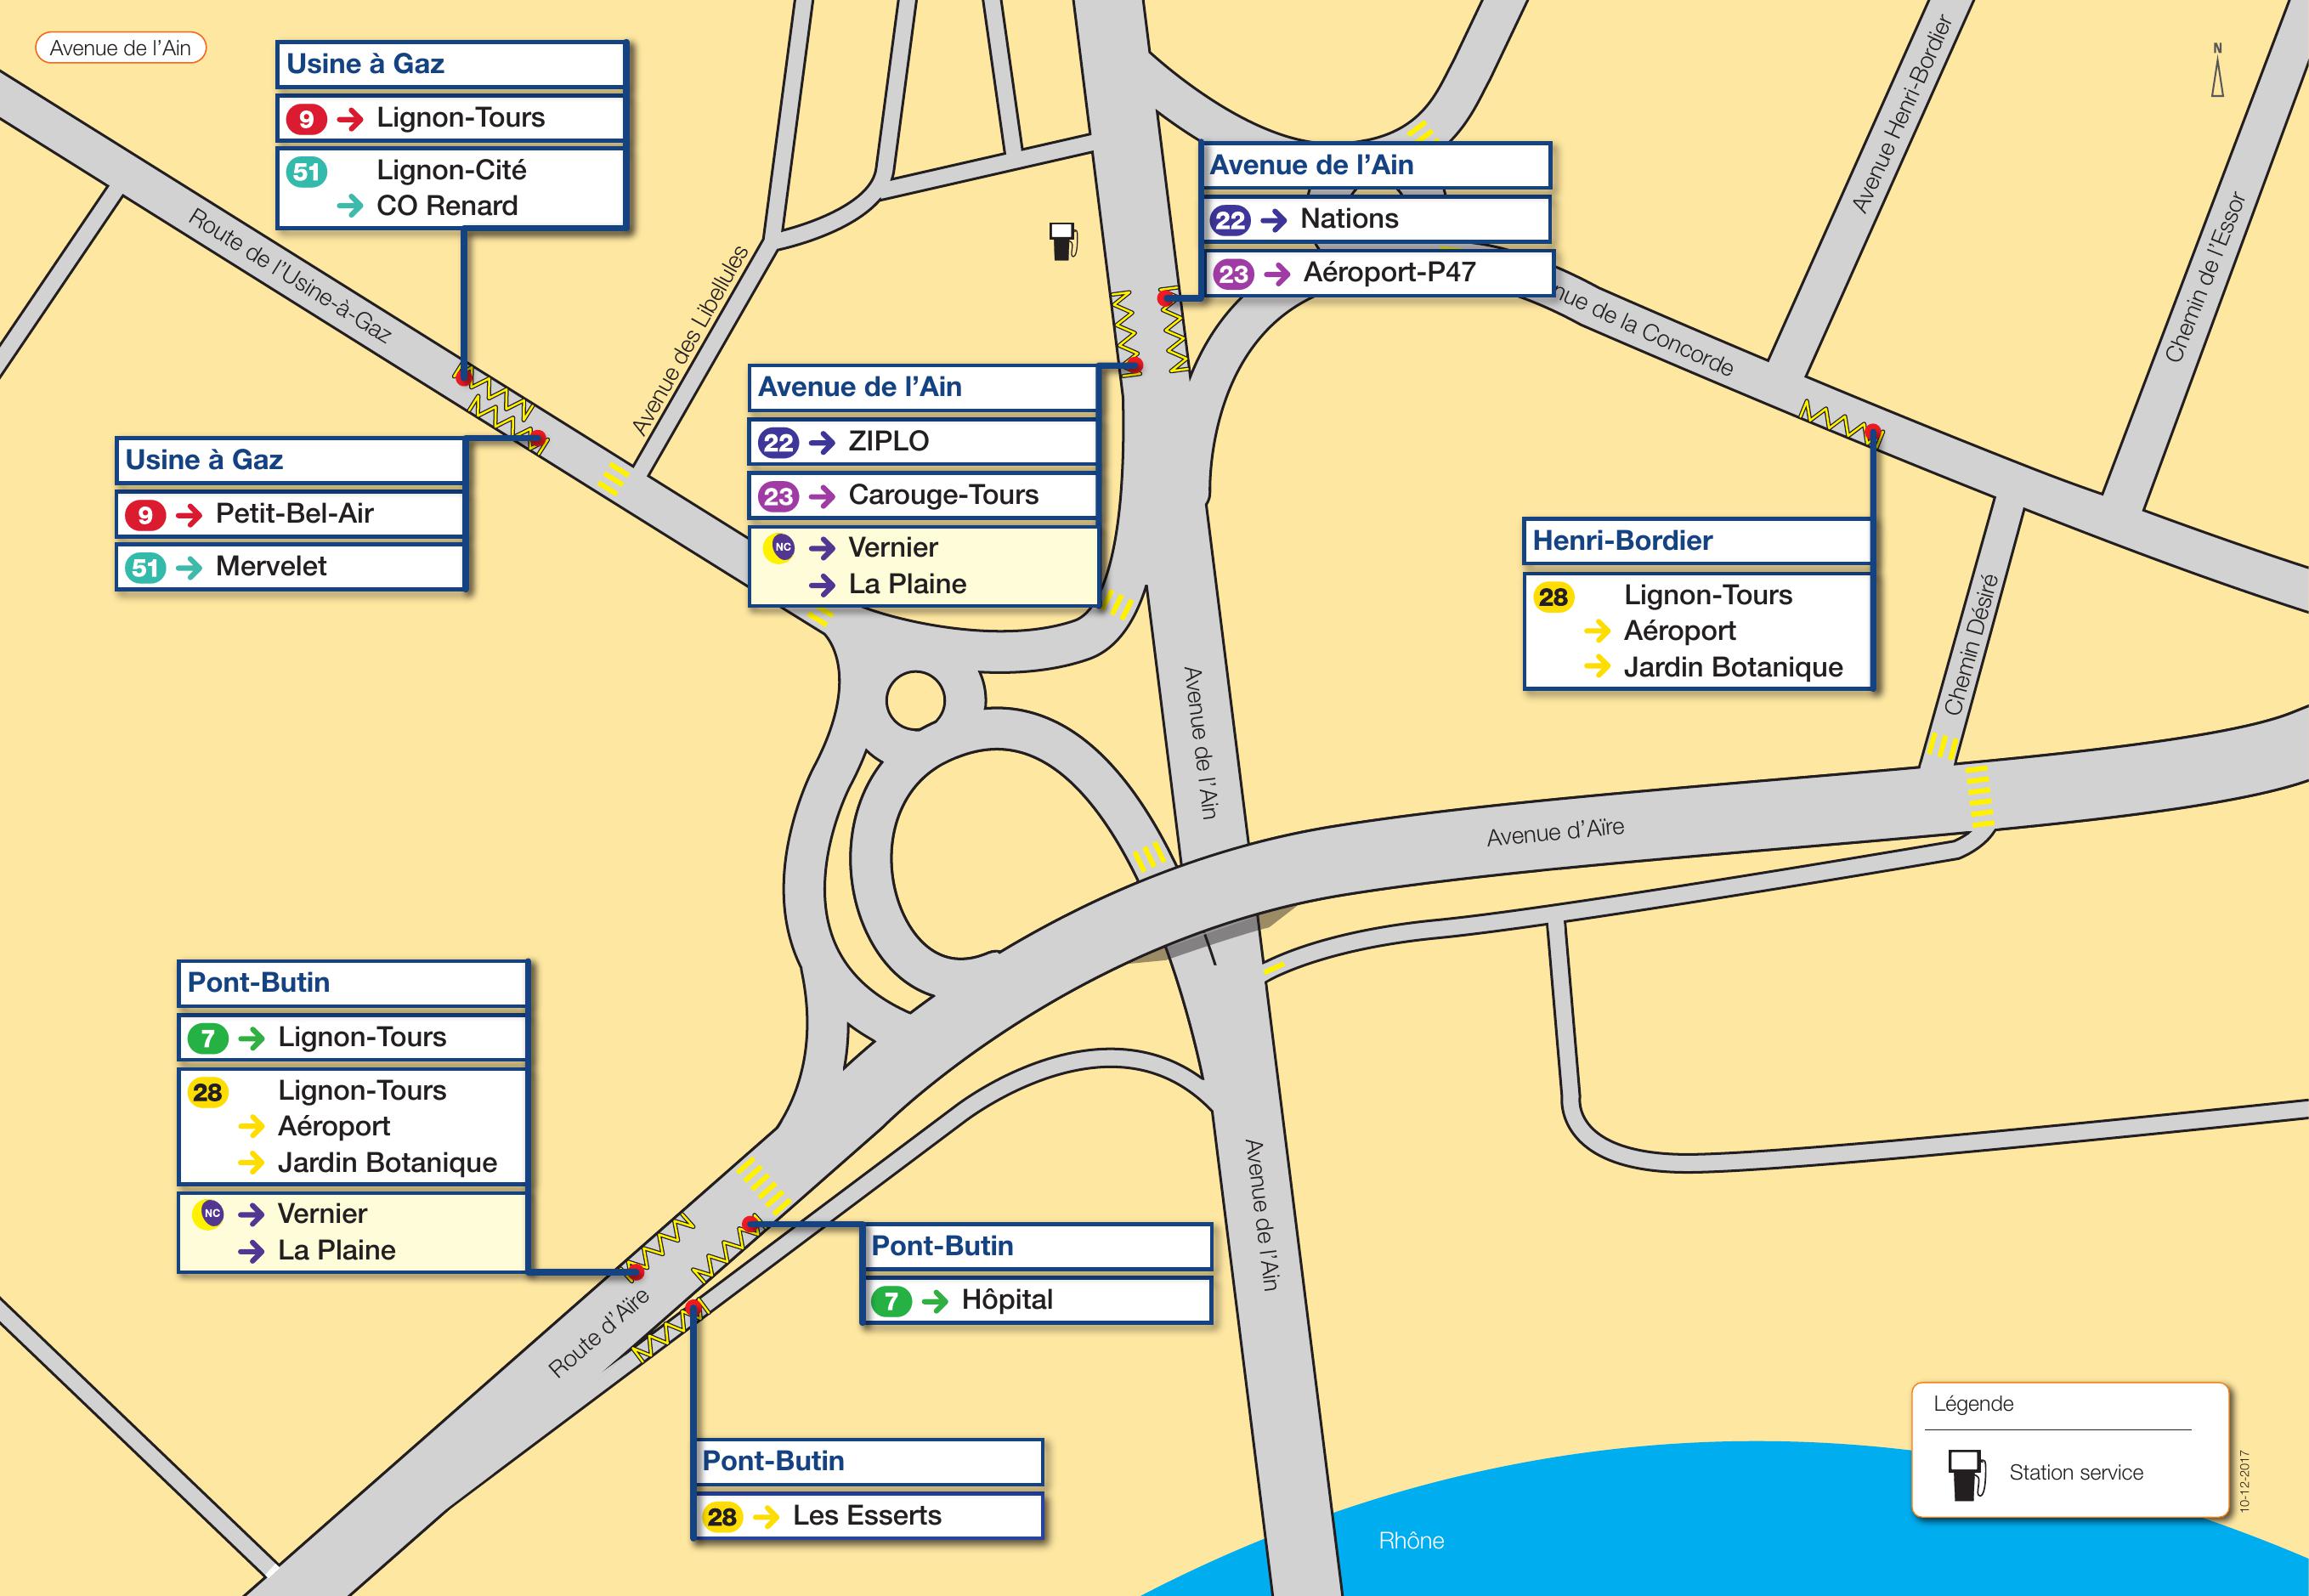 Avenue de l'Ain
Usine à Gaz
9 Lignon-Tours
51 Lignon-Cité
CO Renard
N
Avenue de l'Ain
22 Nations
23 Aéroport-P47
Avenue Henri-Bordier
Chemin de l'Essor
Route de l'Usine-à-Gaz
Avenue des Libellules
nue de la Concorde
Avenue de l'Ain
22 ZIPLO
23 Carouge-Tours
NC Vernier
La Plaine
Usine à Gaz
9 Petit-Bel-Air
51 Mervelet
Henri-Bordier
28 Lignon-Tours
Aéroport
Jardin Botanique
Chemin Désiré
Avenue de l'Ain
Avenue d'Aïre
Pont-Butin
7 Lignon-Tours
28 Lignon-Tours
Aéroport
Jardin Botanique
NC Vernier
La Plaine
Pont-Butin
7 Hôpital
Avenue de l'Ain
Route d'Aïre
Pont-Butin
28 Les Esserts
Légende
Station service
10-12-2017
Rhône